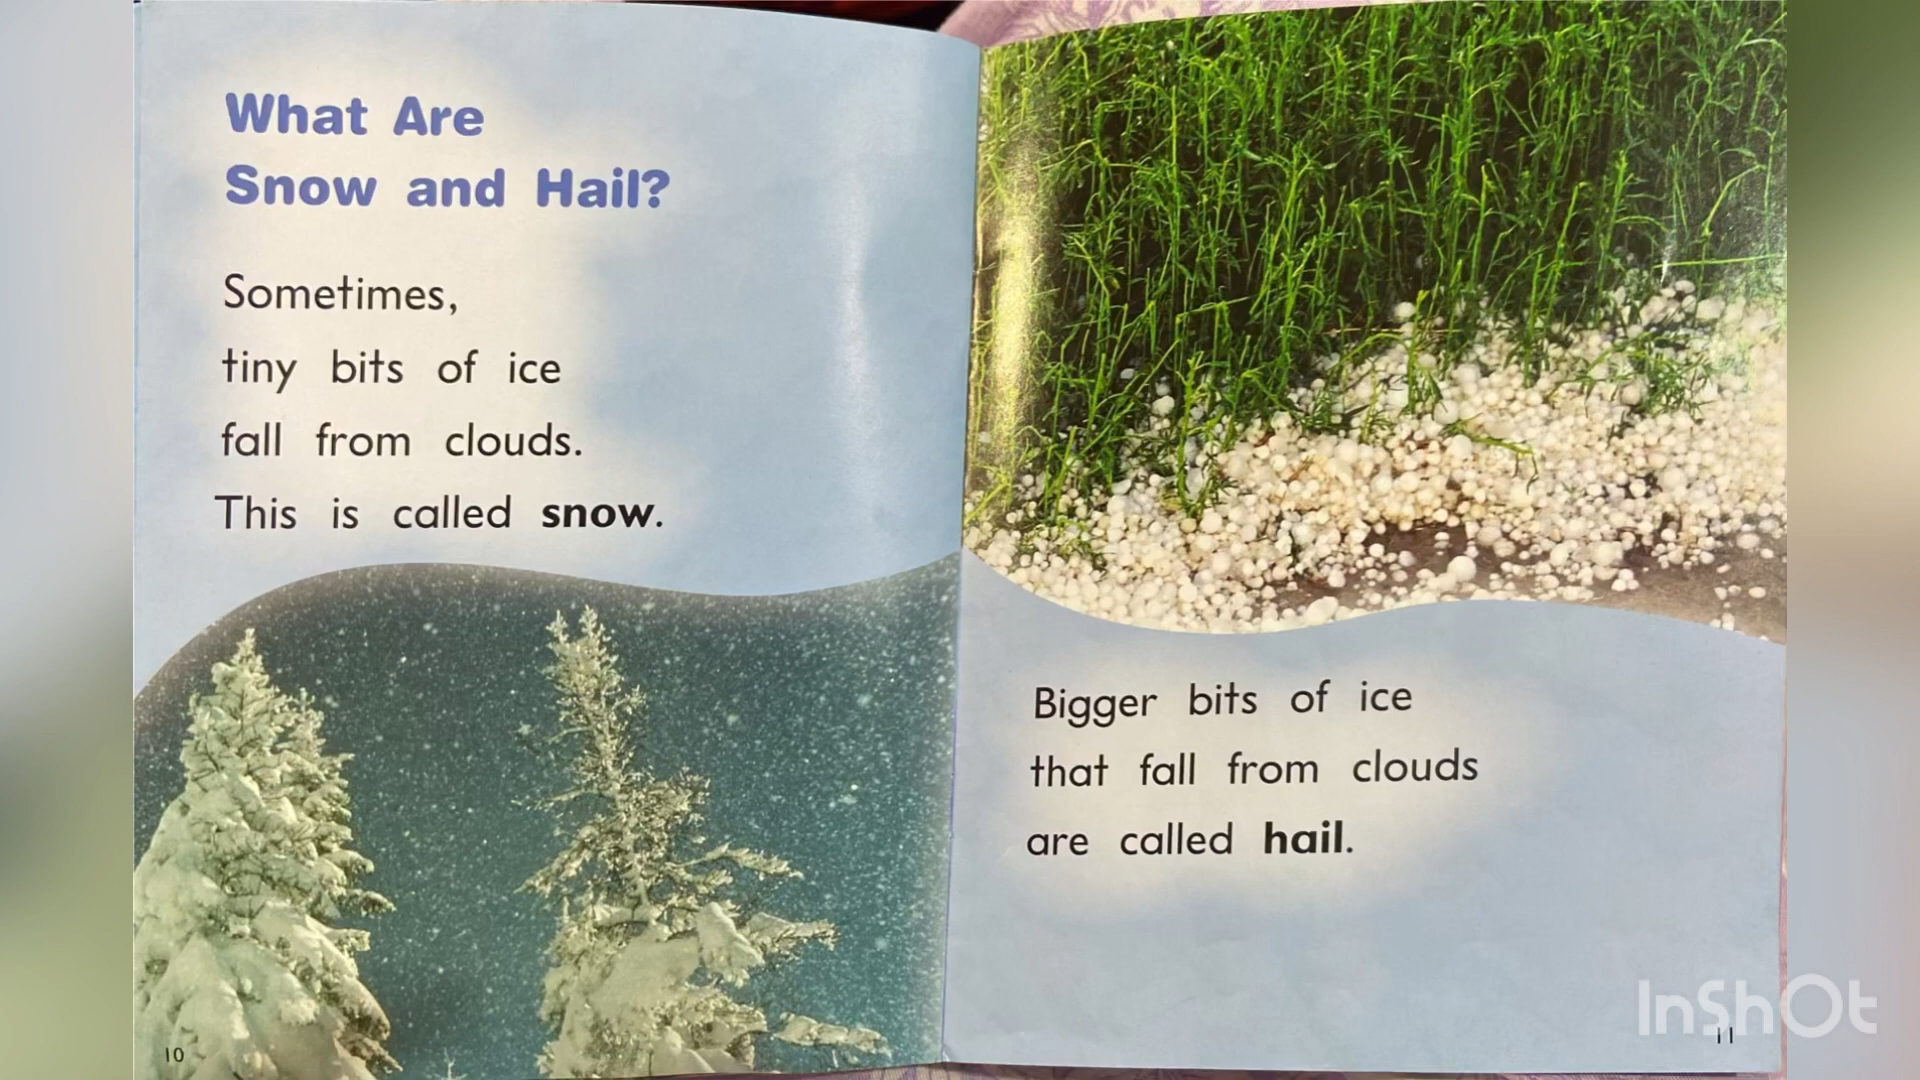 What Are
Snow and Hail?
Sometimes,
tiny bits of ice
fall from clouds.
This is called snow.
10
Bigger bits of ice
that fall from clouds
are called hail.
11
InShOt